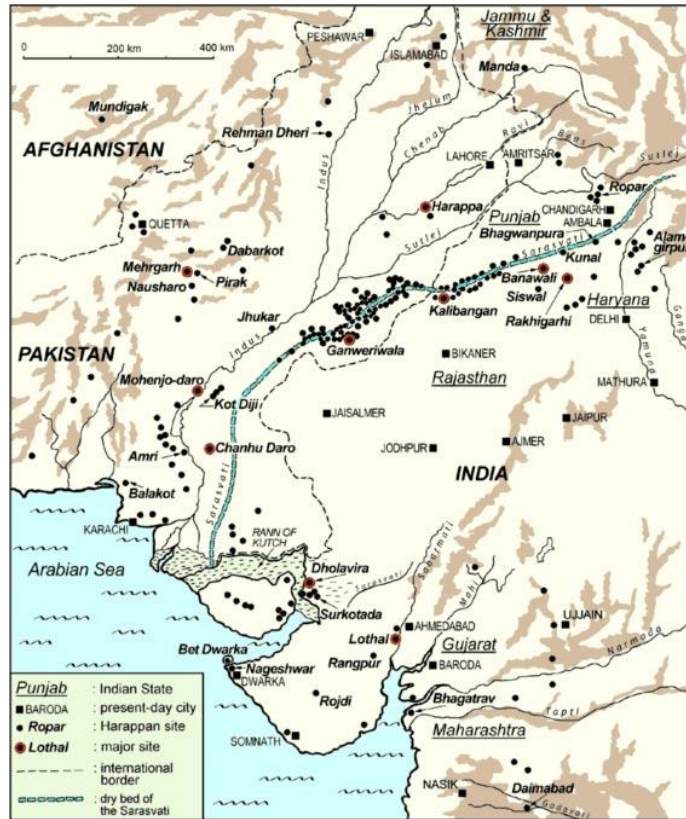 0
200 km
400 km
PESHAWAR
ISLAMABAD
Jammu &
Kashmir
Manda
Mundigak
Rehman Dheri
Jhelum
Chenab
Ravi
Beas
AFGHANISTAN
Indus
LAHORE
AMRITSAR
Sutlej
Ropar
Harappa
Punjab
CHANDIGARH
AMBALA
Bhagwanpura
QUETTA
Sutlej
Sarasvati
Kunal
Alam-
girpur
Dabarkot
Mehrgarh
Pirak
Nausharo
Banawali
Siswal
Kalibangan
Rakhigarhi
Haryana
DELHI
Yamuna
Ganga
Jhukar
Indus
Ganweriwala
PAKISTAN
BIKANER
Mohenjo-daro
Rajasthan
MATHURA
Kot Diji
JAISALMER
JAIPUR
Amri
Chanhu Daro
JODHPUR
AJMER
INDIA
Balakot
Sarasvati
KARACHI
RANN OF
KUTCH
Arabian Sea
Dholavira
Sarasvati
Sabarmati
Mahi
Surkotada
Lothal
AHMEDABAD
UJJAIN
Bet Dwarka
Rangpur
Gujarat
Narmada
Nageshwar
DWARKA
BARODA
Rojdi
Bhagatrav
Tapti
Maharashtra
SOMNATH
NASIK
Daimabad
Godavari
Punjab : Indian State
BARODA : present-day city
Ropar : Harappan site
Lothal : major site
: international
border
: dry bed of
the Sarasvati